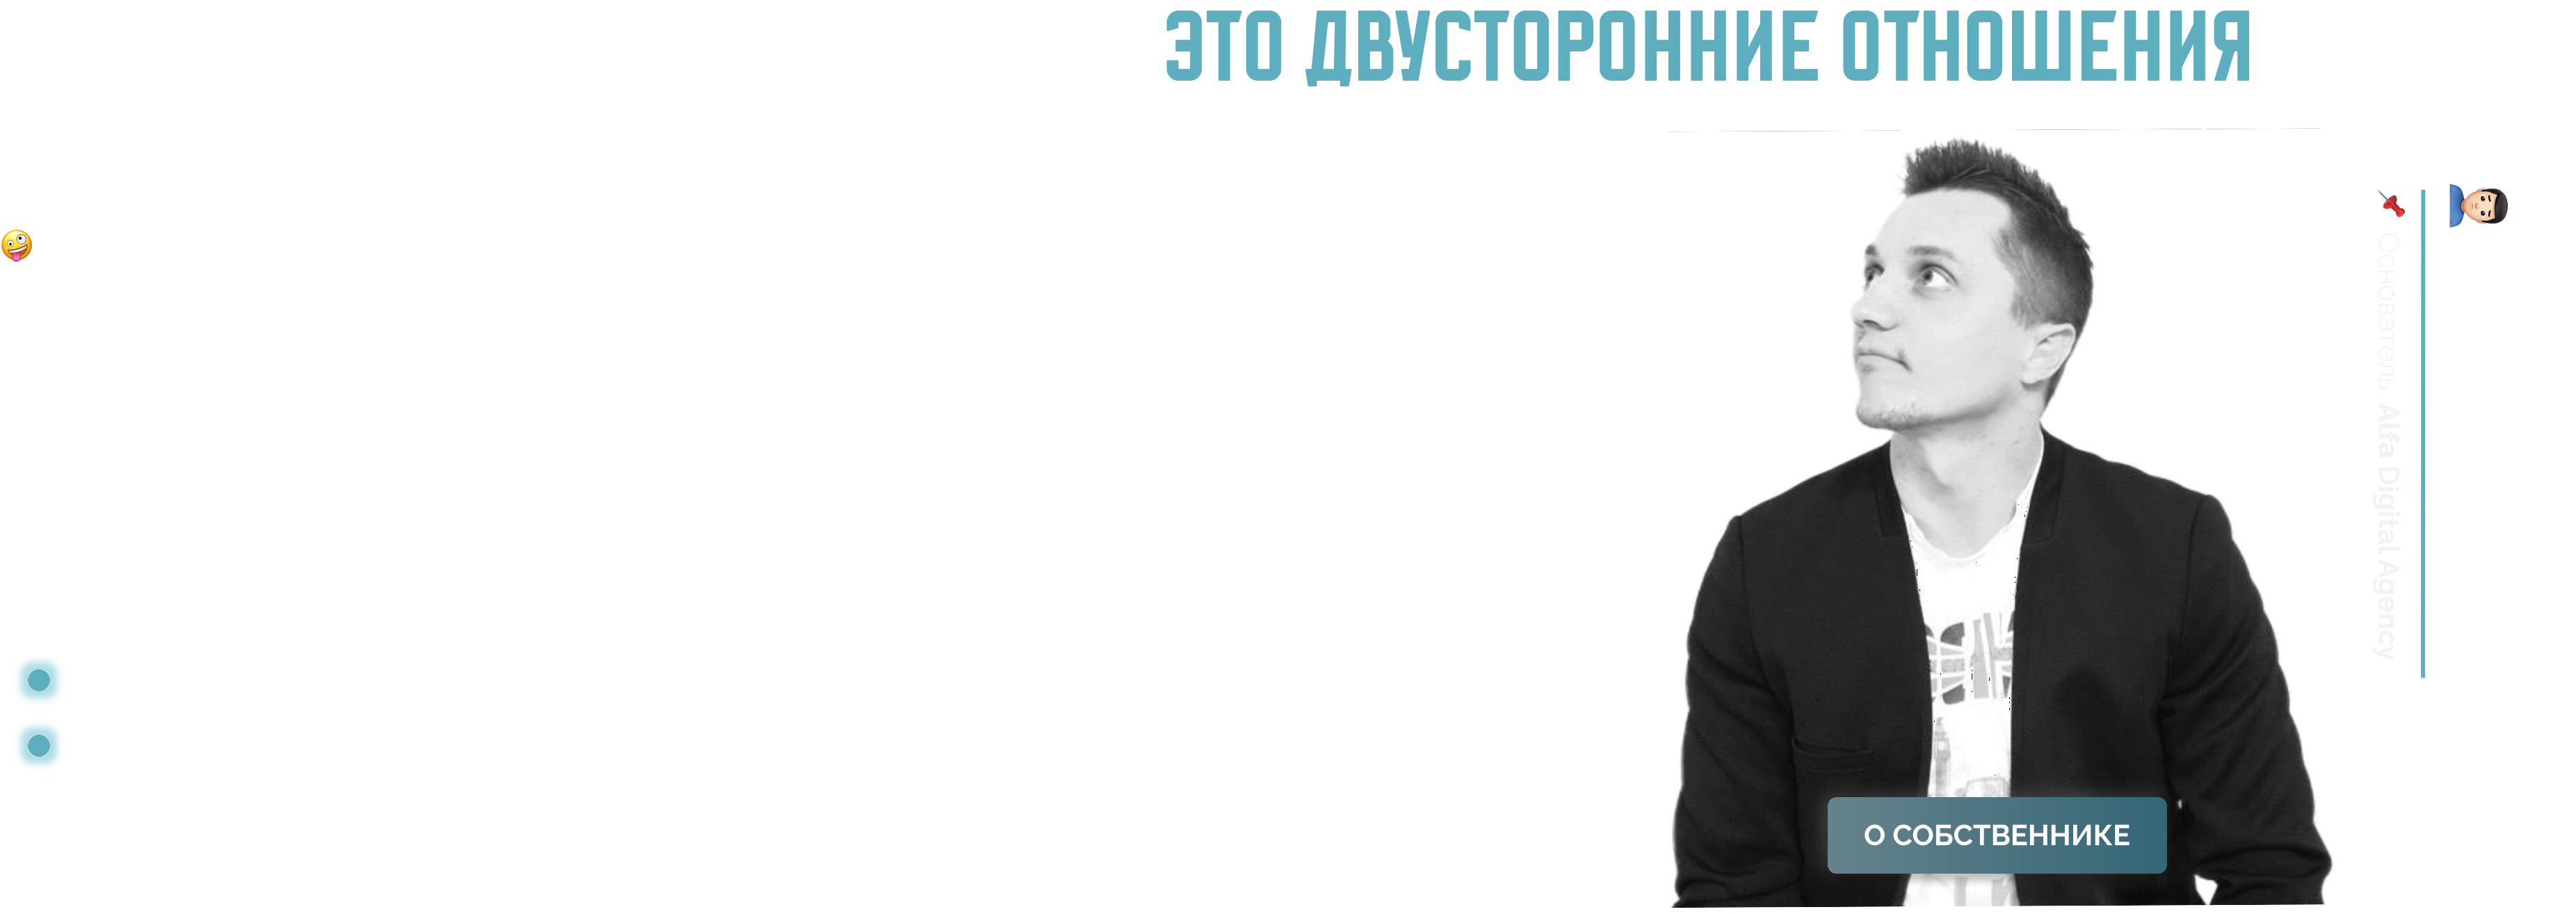 ЭТО ДВУСТОРОННИЕ ОТНОШЕНИЯ
Основатель Alfa Digital Agency
О СОБСТВЕННИКЕ